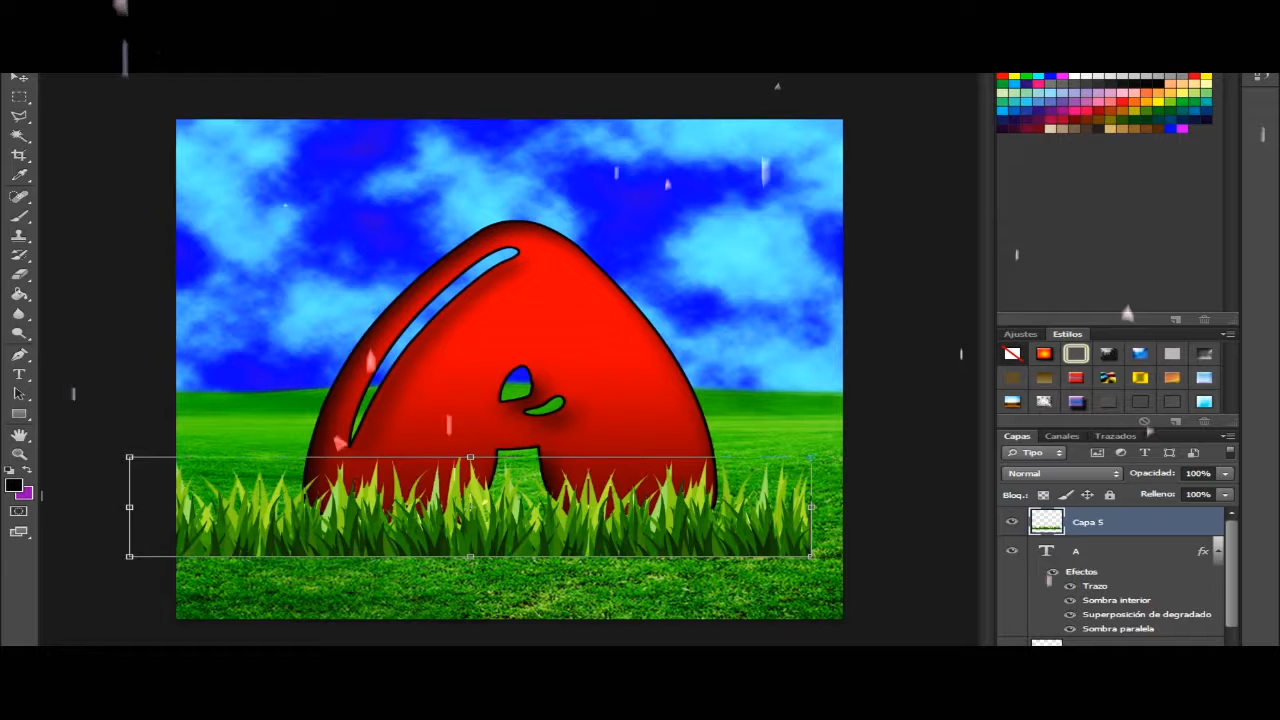 A
Ajustes Estilos
Capas Canales Trazados
Tipo
Normal Opacidad: 100%
Bloq.: Relleno: 100%
Capa 5
T A fx
Efectos
Trazo
Sombra interior
Superposición de degradado
Sombra paralela